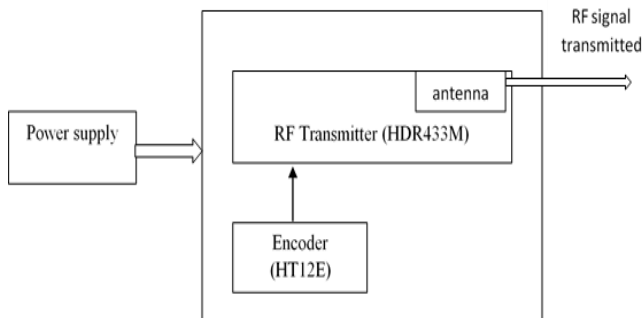 RF signal
transmitted
antenna
Power supply
RF Transmitter (HDR433M)
Encoder
(HT12E)